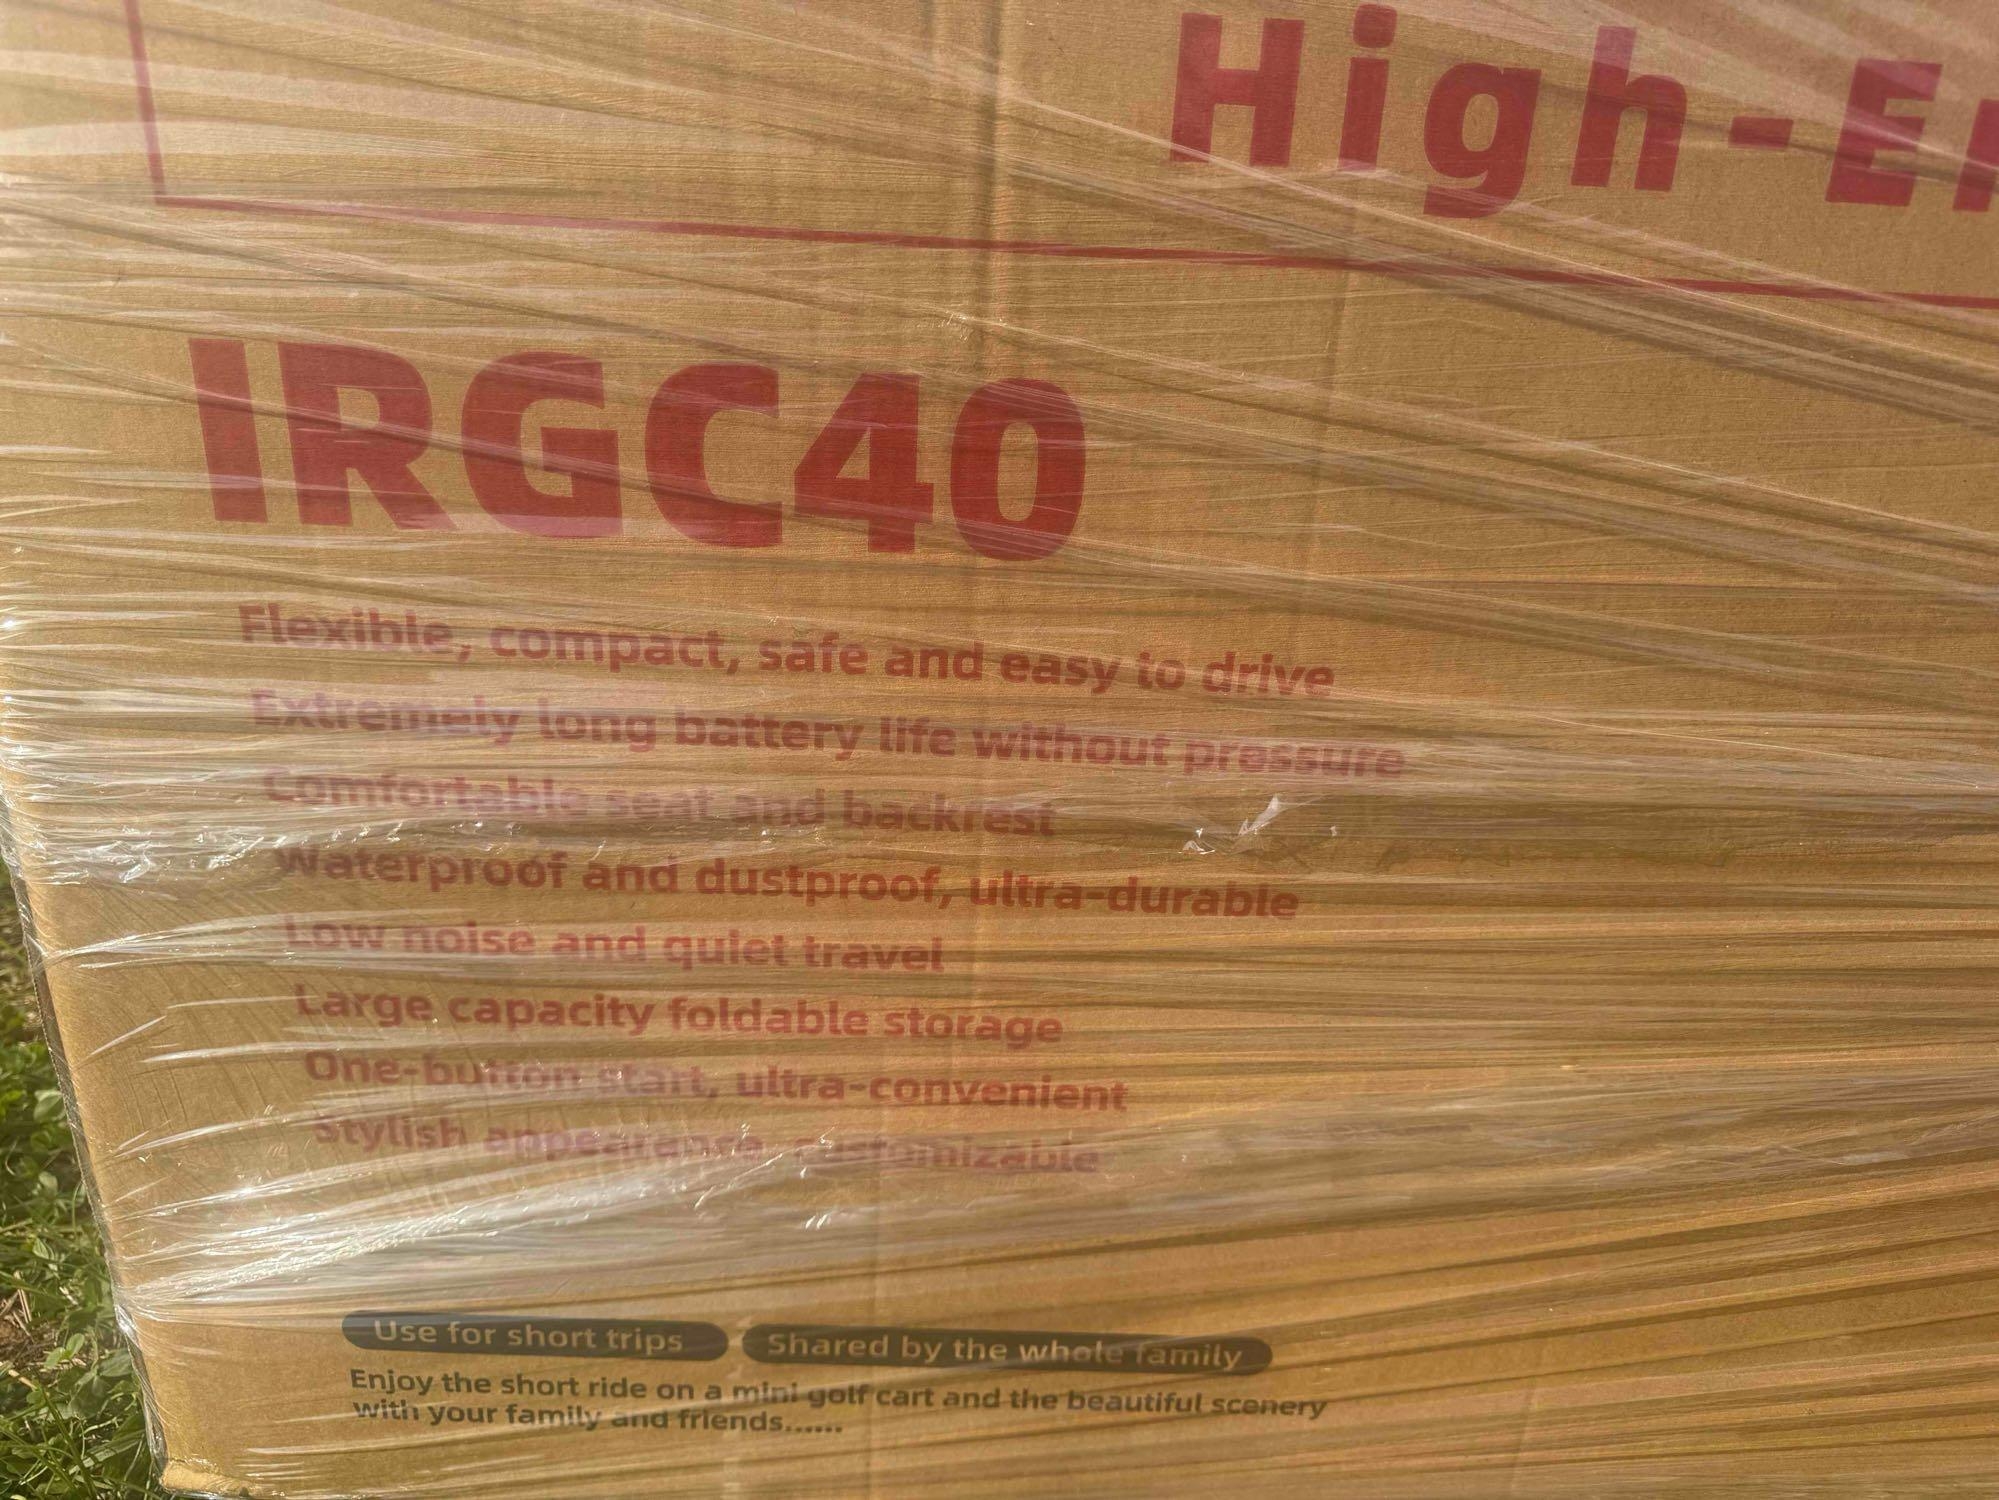 High-E
IRGC40
Flexible, compact, safe and easy to drive
Extremely long battery life without pressure
Comfortable seat and backrest
Waterproof and dustproof, ultra-durable
Low noise and quiet travel
Large capacity foldable storage
One-button start, ultra-convenient
Stylish appearance, customizable
Use for short trips
Shared by the whole family
Enjoy the short ride on a mini golf cart and the beautiful scenery
with your family and friends......